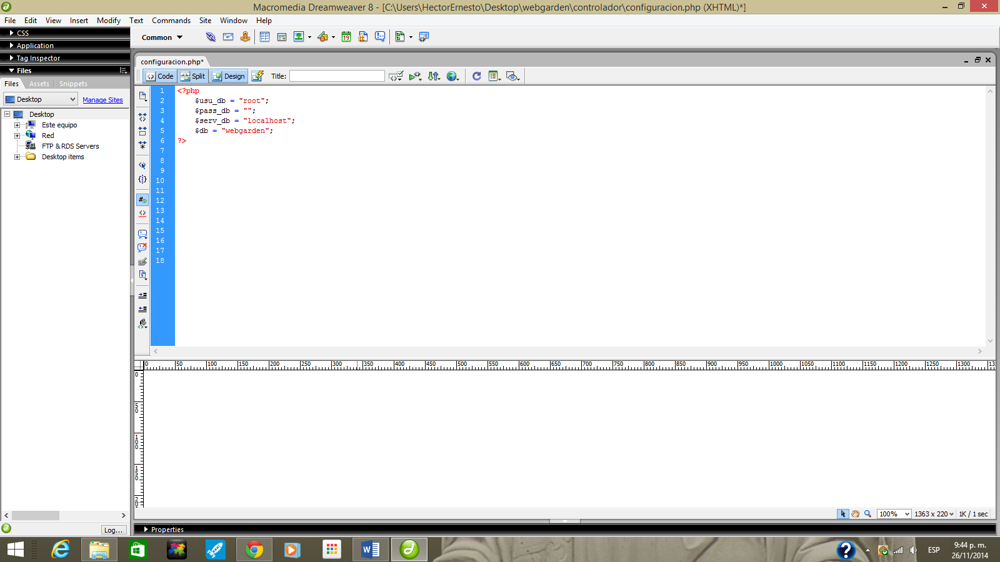 Macromedia Dreamweaver 8 - [C:\Users\HectorErnesto\Desktop\webgarden\controlador\configuracion.php (XHTML)*]
File Edit View Insert Modify Text Commands Site Window Help
CSS
Application
Tag Inspector
Files
Files Assets Snippets
Desktop Manage Sites
Desktop
Este equipo
Red
FTP & RDS Servers
Desktop items
Log...
Common
19
configuracion.php*
Code Split Design Title:
1 <?php
2 $usu_db = "root";
3 $pass_db = "";
4 $serv_db = "localhost";
5 $db = "webgarden";
6 ?>
7
8
9
10
11
12
13
14
15
16
17
18
0 50 100 150 200 250 300 350 400 450 500 550 600 650 700 750 800 850 900 950 1000 1050 1100 1150 1200 1250 1300
0
50
100
150
100% 1363 x 220 1K / 1 sec
Properties
ESP
9:44 p. m.
26/11/2014